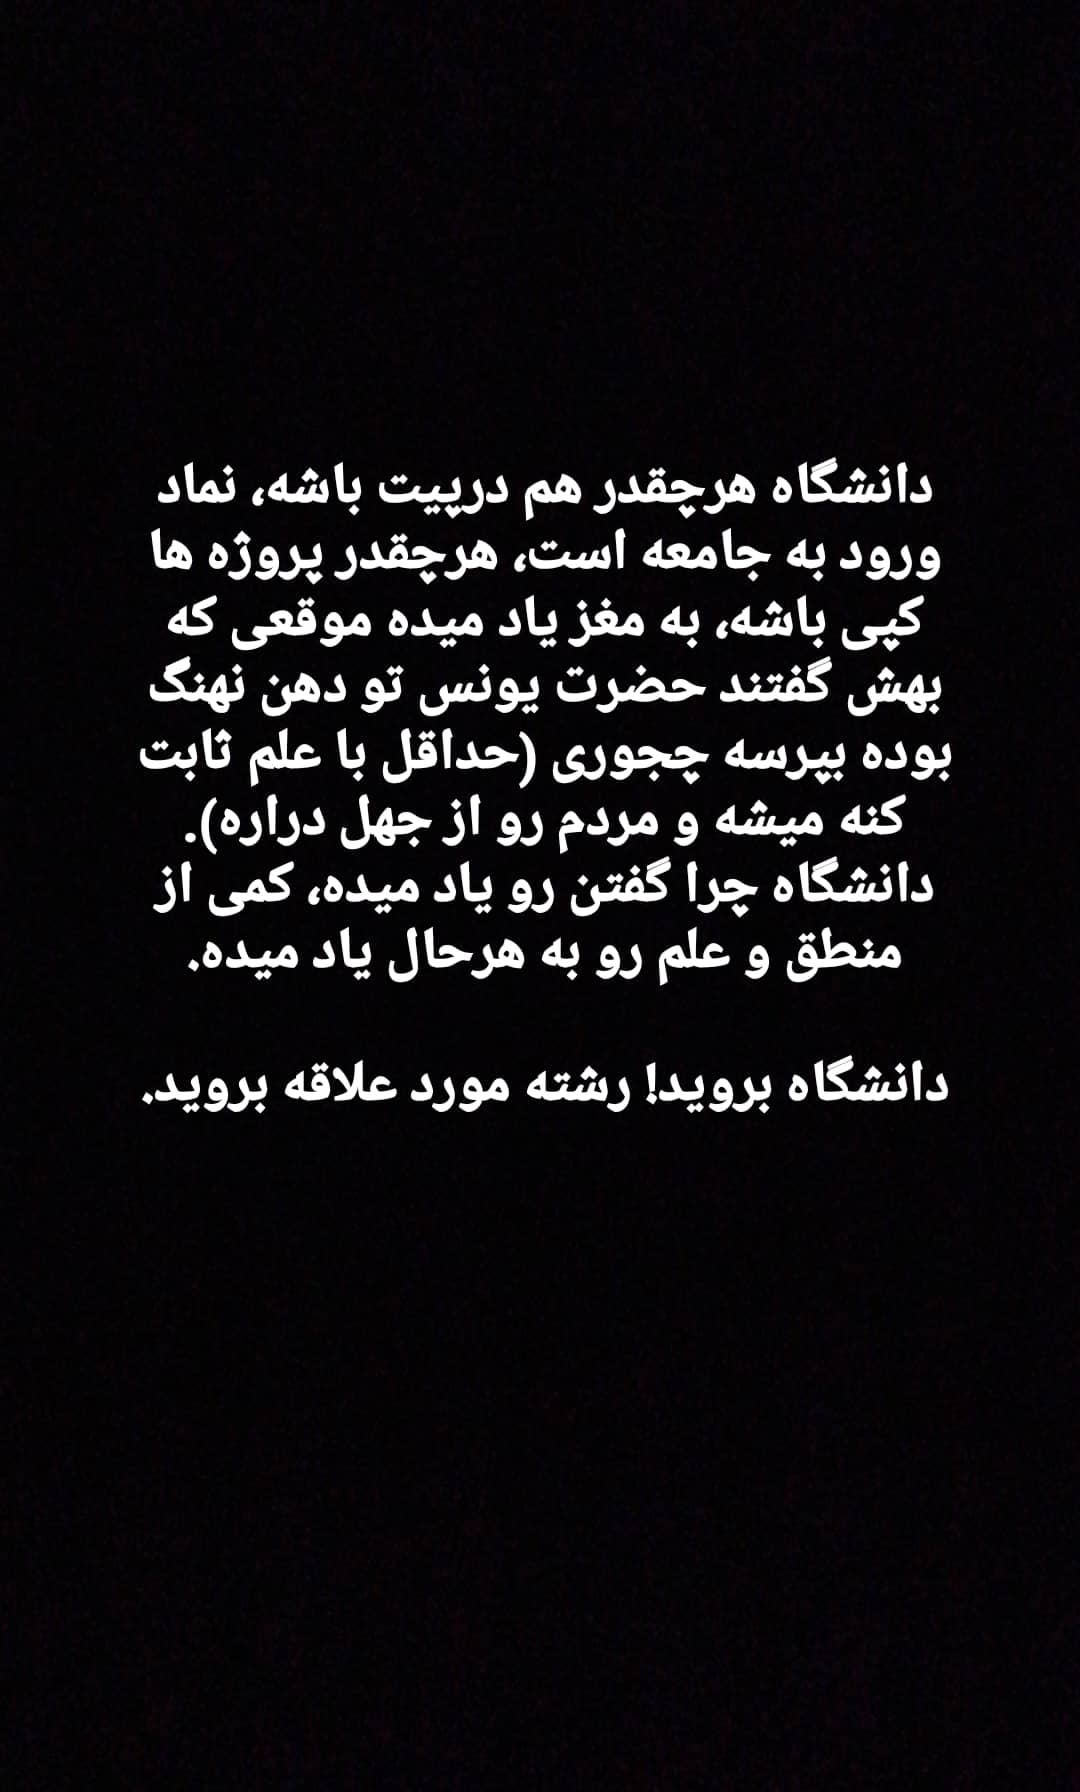 دانشگاه هرچقدر هم درپیت باشه، نماد
ورود به جامعه است، هرچقدر پروژه ها
کپی باشه، به مغز یاد میده موقعی که
بهش گفتند حضرت یونس تو دهن نهنگ
بوده بپرسه چجوری (حداقل با علم ثابت
کنه میشه و مردم رو از جهل دراره).
دانشگاه چرا گفتن رو یاد میده، کمی از
منطق و علم رو به هرحال یاد میده.
دانشگاه بروید! رشته مورد علاقه بروید.